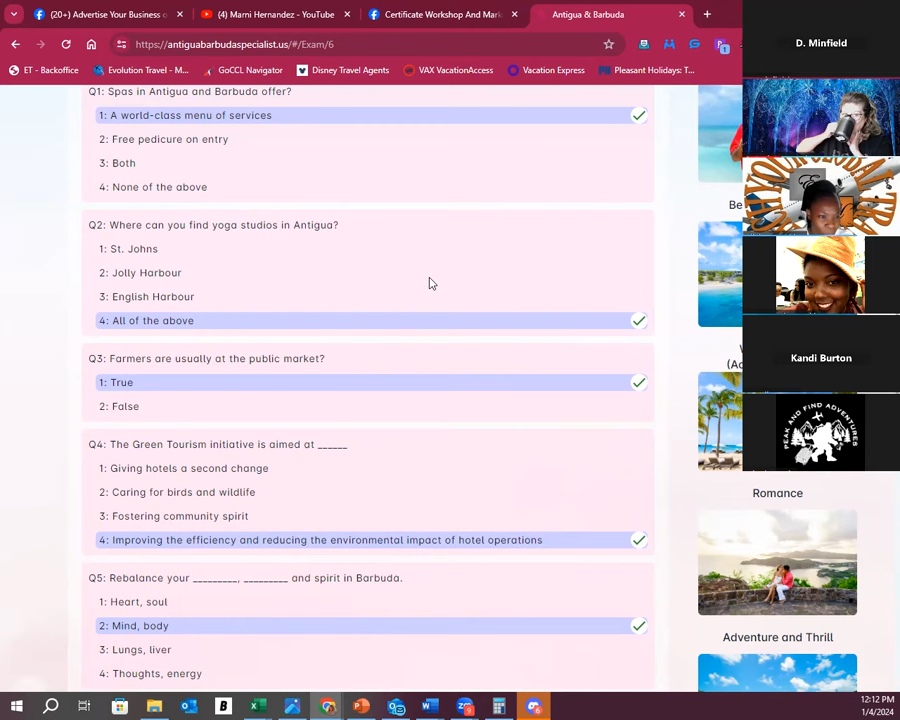 (20+) Advertise Your Business
(4) Marni Hernandez - YouTube
Certificate Workshop And Mark
Antigua & Barbuda
https://antiguabarbudaspecialist.us/#/Exam/6
ET - Backoffice
Evolution Travel - M...
GoCCL Navigator
Disney Travel Agents
VAX VacationAccess
Vacation Express
Pleasant Holidays: T...
D. Minfield
Q1: Spas in Antigua and Barbuda offer?
1: A world-class menu of services
2: Free pedicure on entry
3: Both
4: None of the above
Q2: Where can you find yoga studios in Antigua?
1: St. Johns
2: Jolly Harbour
3: English Harbour
4: All of the above
Q3: Farmers are usually at the public market?
1: True
2: False
Q4: The Green Tourism initiative is aimed at ______
1: Giving hotels a second change
2: Caring for birds and wildlife
3: Fostering community spirit
4: Improving the efficiency and reducing the environmental impact of hotel operations
Q5: Rebalance your _________, _________ and spirit in Barbuda.
1: Heart, soul
2: Mind, body
3: Lungs, liver
4: Thoughts, energy
Be
(Ad
Kandi Burton
PEAK AND FIND ADVENTURES
Romance
Adventure and Thrill
12:12 PM
1/4/2024